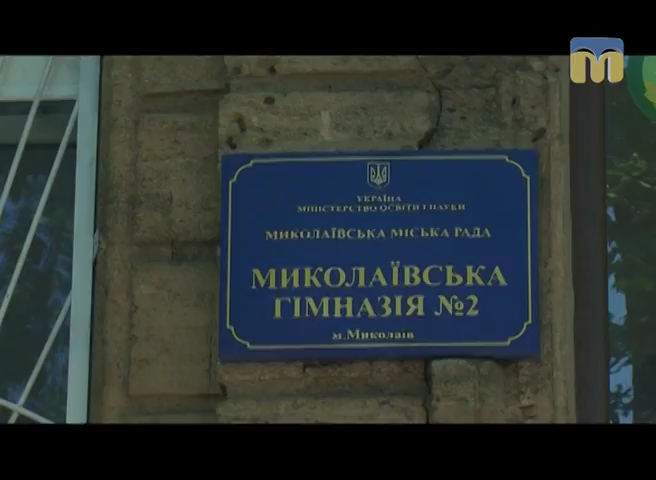 УКРАЇНА
МІНІСТЕРСТВО ОСВІТИ І НАУКИ
МИКОЛАЇВСЬКА МІСЬКА РАДА
МИКОЛАЇВСЬКА
ГІМНАЗІЯ №2
м.Миколаїв